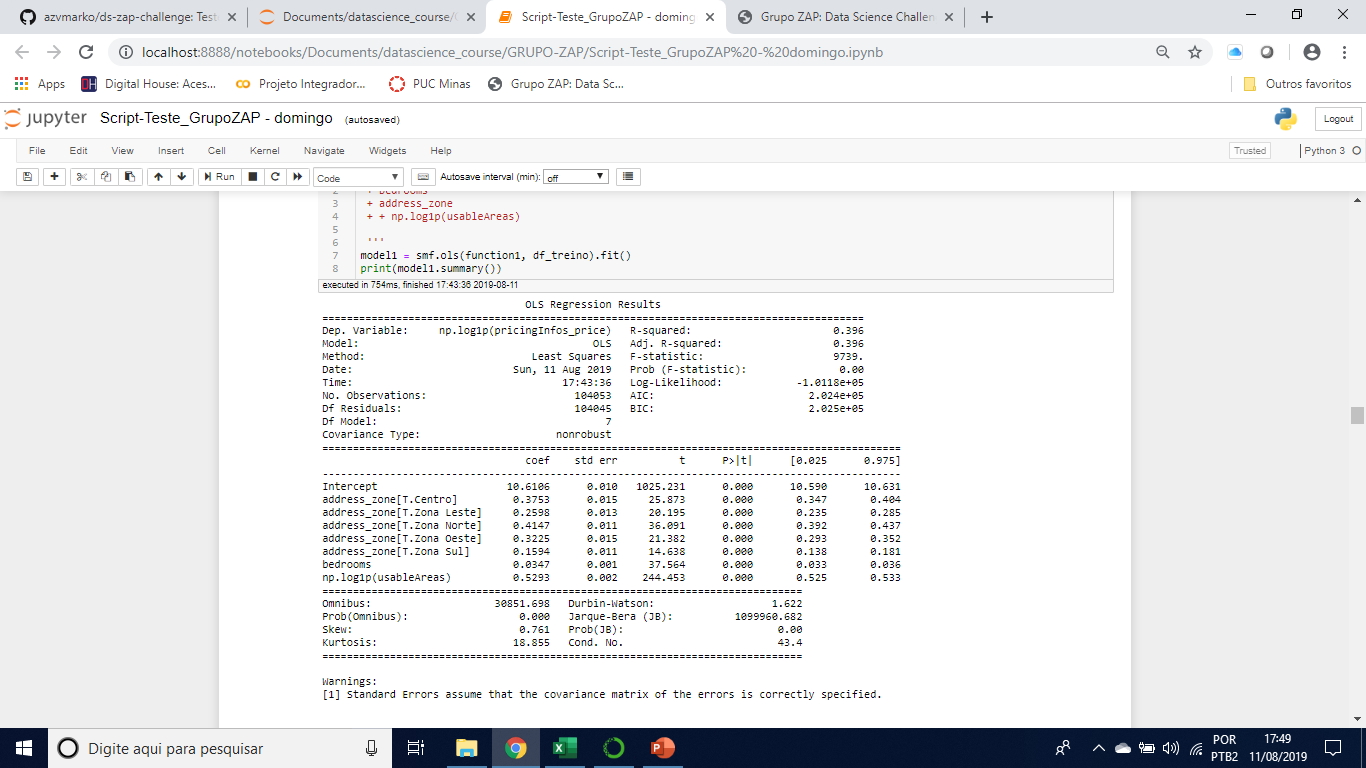 azvmarko/ds-zap-challenge: Test
Documents/datascience_course/
Script-Teste_GrupoZAP - doming
Grupo ZAP: Data Science Challen
localhost:8888/notebooks/Documents/datascience_course/GRUPO-ZAP/Script-Teste_GrupoZAP%20-%20domingo.ipynb
Apps
Digital House: Aces...
Projeto Integrador...
PUC Minas
Grupo ZAP: Data Sc...
Outros favoritos
jupyter Script-Teste_GrupoZAP - domingo (autosaved)
Logout
File Edit View Insert Cell Kernel Navigate Widgets Help
Trusted
Python 3
Run
Code
Autosave interval (min): off
2 + bedrooms
3 + address_zone
4 + + np.log1p(usableAreas)
5
6 '''
7 model1 = smf.ols(function1, df_treino).fit()
8 print(model1.summary())
executed in 754ms, finished 17:43:36 2019-08-11
OLS Regression Results
==============================================================================
Dep. Variable: np.log1p(pricingInfos_price) R-squared: 0.396
Model: OLS Adj. R-squared: 0.396
Method: Least Squares F-statistic: 9739.
Date: Sun, 11 Aug 2019 Prob (F-statistic): 0.00
Time: 17:43:36 Log-Likelihood: -1.0118e+05
No. Observations: 104053 AIC: 2.024e+05
Df Residuals: 104045 BIC: 2.025e+05
Df Model: 7
Covariance Type: nonrobust
==============================================================================
coef std err t P>|t| [0.025 0.975]
------------------------------------------------------------------------------
Intercept 10.6106 0.010 1025.231 0.000 10.590 10.631
address_zone[T.Centro] 0.3753 0.015 25.873 0.000 0.347 0.404
address_zone[T.Zona Leste] 0.2598 0.013 20.195 0.000 0.235 0.285
address_zone[T.Zona Norte] 0.4147 0.011 36.091 0.000 0.392 0.437
address_zone[T.Zona Oeste] 0.3225 0.015 21.382 0.000 0.293 0.352
address_zone[T.Zona Sul] 0.1594 0.011 14.638 0.000 0.138 0.181
bedrooms 0.0347 0.001 37.564 0.000 0.033 0.036
np.log1p(usableAreas) 0.5293 0.002 244.453 0.000 0.525 0.533
==============================================================================
Omnibus: 30851.698 Durbin-Watson: 1.622
Prob(Omnibus): 0.000 Jarque-Bera (JB): 1099960.682
Skew: 0.761 Prob(JB): 0.00
Kurtosis: 18.855 Cond. No. 43.4
==============================================================================
Warnings:
[1] Standard Errors assume that the covariance matrix of the errors is correctly specified.
Digite aqui para pesquisar
POR
PTB2
17:49
11/08/2019